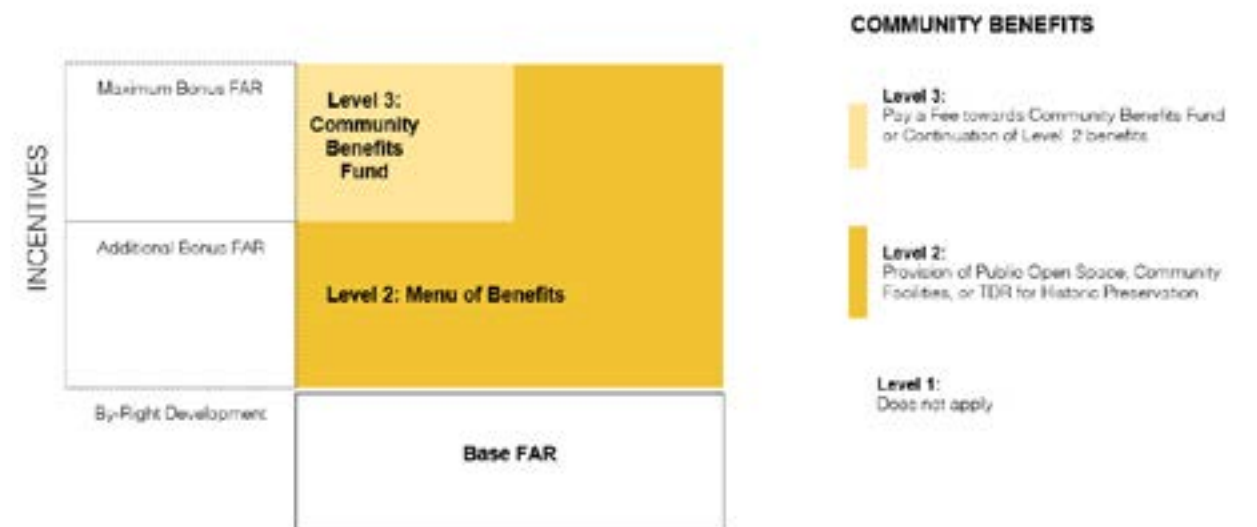 COMMUNITY BENEFITS
INCENTIVES
Maximum Bonus FAR
Level 3:
Community
Benefits
Fund
Additional Bonus FAR
Level 2: Menu of Benefits
By-Right Development
Base FAR
Level 3:
Pay a Fee towards Community Benefits Fund
or Continuation of Level 2 benefits
Level 2:
Provision of Public Open Space, Community
Facilities, or TDR for Historic Preservation
Level 1:
Does not apply